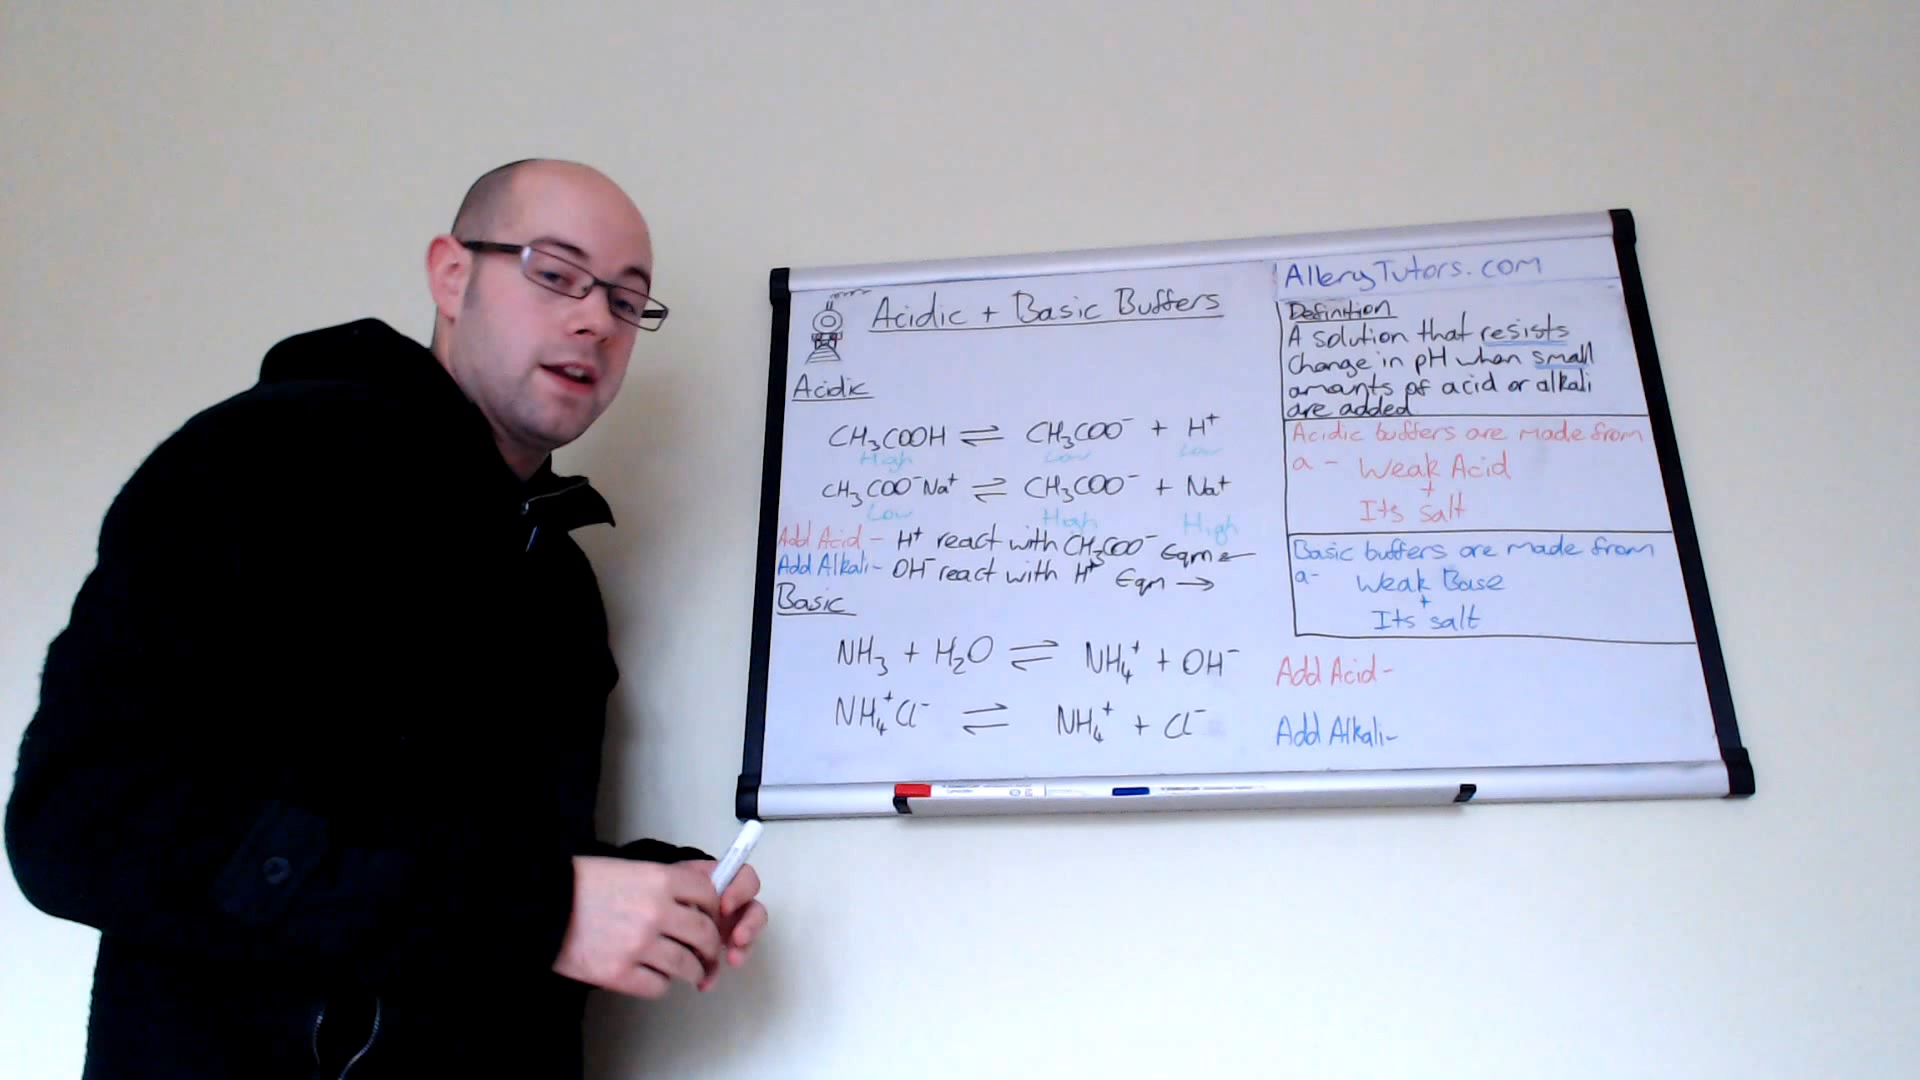 Acidic + Basic Buffers
Acidic
CH₃COOH ⇌ CH₃COO⁻ + H⁺
High Low Low
CH₃COO⁻Na⁺ ⇌ CH₃COO⁻ + Na⁺
Low High High
Add Acid - H⁺ react with CH₃COO⁻ Eqm ←
Add Alkali - OH⁻ react with H⁺ Eqm →
Basic
NH₃ + H₂O ⇌ NH₄⁺ + OH⁻
NH₄⁺Cl⁻ ⇌ NH₄⁺ + Cl⁻
AlleryTutors.com
Definition
A solution that resists
change in pH when small
amounts of acid or alkali
are added
Acidic buffers are made from
a - Weak Acid
+
Its salt
Basic buffers are made from
a - Weak Base
+
Its salt
Add Acid -
Add Alkali -